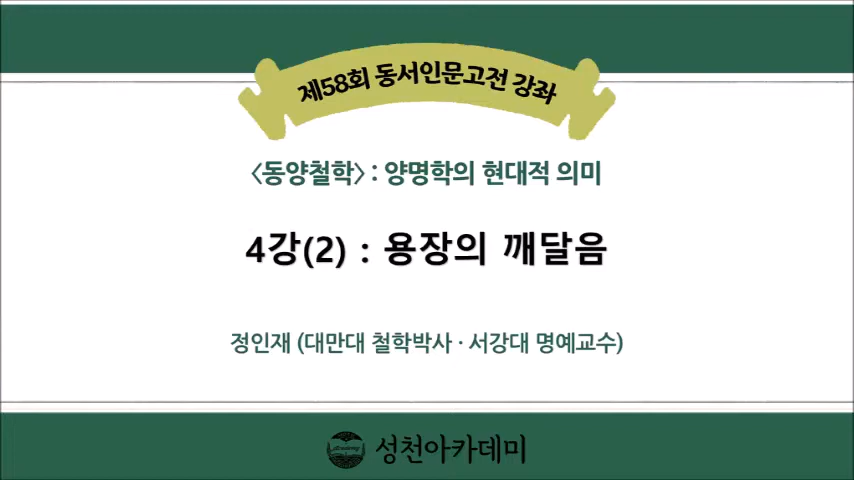 제58회 동서인문고전 강좌
〈동양철학〉 : 양명학의 현대적 의미
4강(2) : 용장의 깨달음
정인재 (대만대 철학박사 · 서강대 명예교수)
성천아카데미